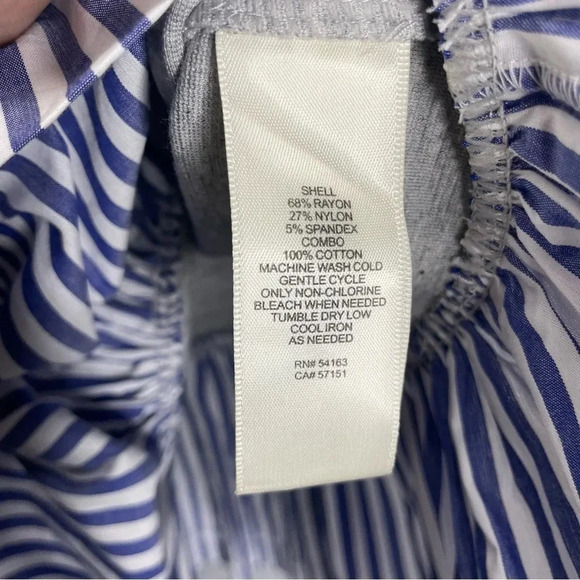 SHELL
68% RAYON
27% NYLON
5% SPANDEX
COMBO
100% COTTON
MACHINE WASH COLD
GENTLE CYCLE
ONLY NON-CHLORINE
BLEACH WHEN NEEDED
TUMBLE DRY LOW
COOL IRON
AS NEEDED
RN# 54163
CA# 57151